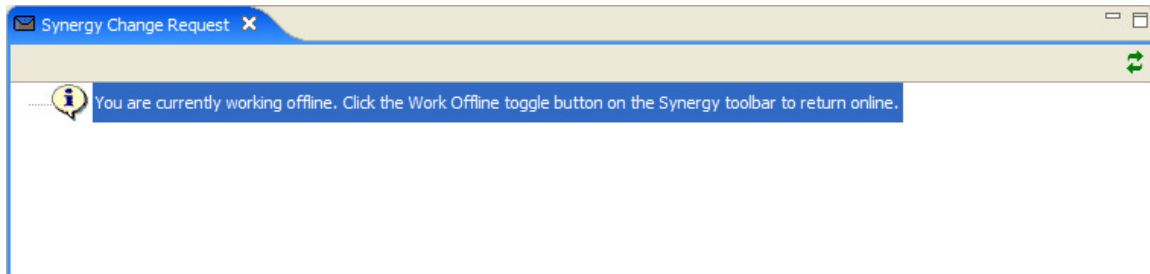 Synergy Change Request
You are currently working offline. Click the Work Offline toggle button on the Synergy toolbar to return online.